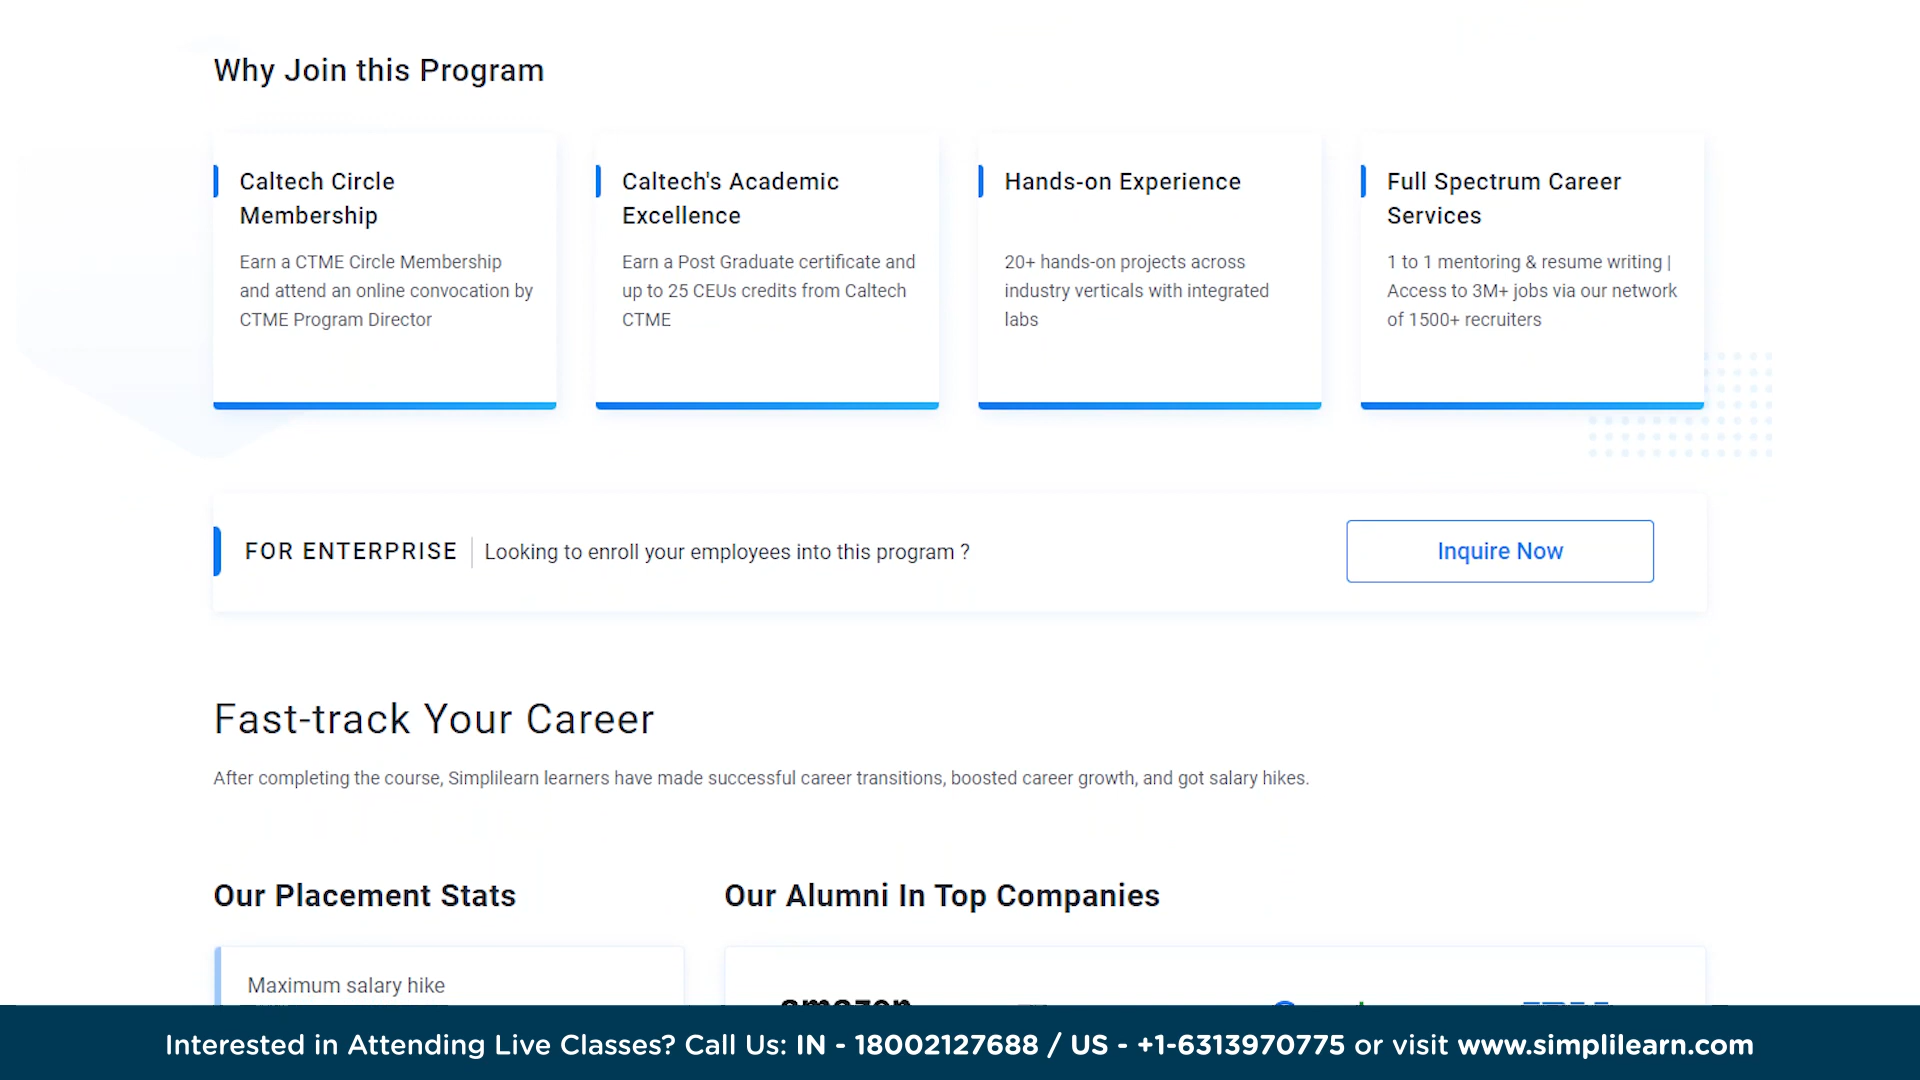 Why Join this Program
Caltech Circle
Membership
Earn a CTME Circle Membership
and attend an online convocation by
CTME Program Director
Caltech's Academic
Excellence
Earn a Post Graduate certificate and
up to 25 CEUs credits from Caltech
CTME
Hands-on Experience
20+ hands-on projects across
industry verticals with integrated
labs
Full Spectrum Career
Services
1 to 1 mentoring & resume writing |
Access to 3M+ jobs via our network
of 1500+ recruiters
FOR ENTERPRISE
Looking to enroll your employees into this program ?
Inquire Now
Fast-track Your Career
After completing the course, Simplilearn learners have made successful career transitions, boosted career growth, and got salary hikes.
Our Placement Stats
Our Alumni In Top Companies
Maximum salary hike
amazon
Interested in Attending Live Classes? Call Us: IN - 18002127688 / US - +1-6313970775 or visit www.simplilearn.com